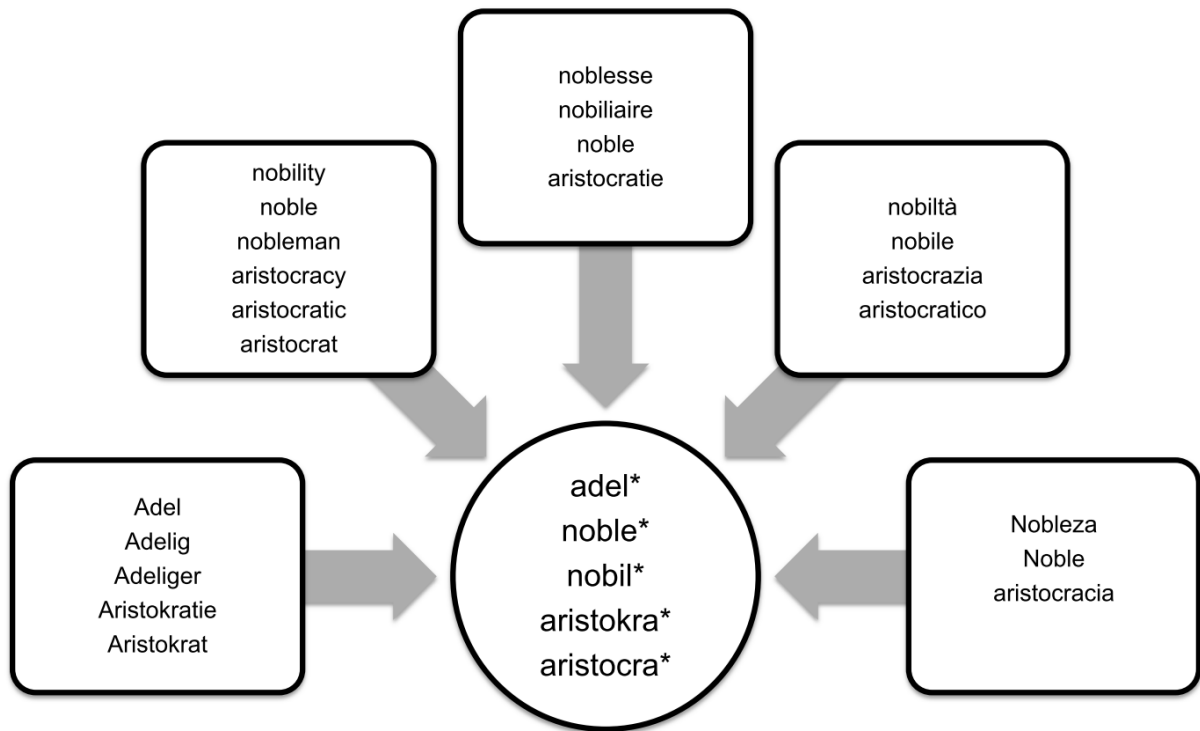 noblesse
nobiliaire
noble
aristocratie
nobility
noble
nobleman
aristocracy
aristocratic
aristocrat
nobiltà
nobile
aristocrazia
aristocratico
Adel
Adelig
Adeliger
Aristokratie
Aristokrat
adel*
noble*
nobil*
aristokra*
aristocra*
Nobleza
Noble
aristocracia